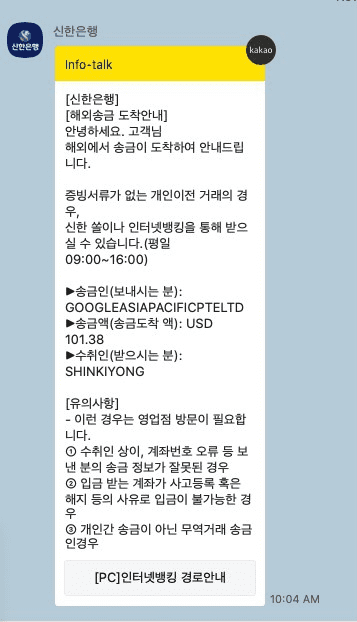 신한은행
신한은행
kakao
Info-talk
[신한은행]
[해외송금 도착안내]
안녕하세요. 고객님
해외에서 송금이 도착하여 안내드립
니다.
증빙서류가 없는 개인이전 거래의 경
우,
신한 쏠이나 인터넷뱅킹을 통해 받으
실 수 있습니다.(평일
09:00~16:00)
▶송금인(보내시는 분):
GOOGLEASIAPACIFICPTELTD
▶송금액(송금도착 액): USD
101.38
▶수취인(받으시는 분):
SHINKIYONG
[유의사항]
- 이런 경우는 영업점 방문이 필요합
니다.
① 수취인 상이, 계좌번호 오류 등 보
낸 분의 송금 정보가 잘못된 경우
② 입금 받는 계좌가 사고등록 혹은
해지 등의 사유로 입금이 불가능한 경
우
③ 개인간 송금이 아닌 무역거래 송금
인경우
[PC]인터넷뱅킹 경로안내
10:04 AM